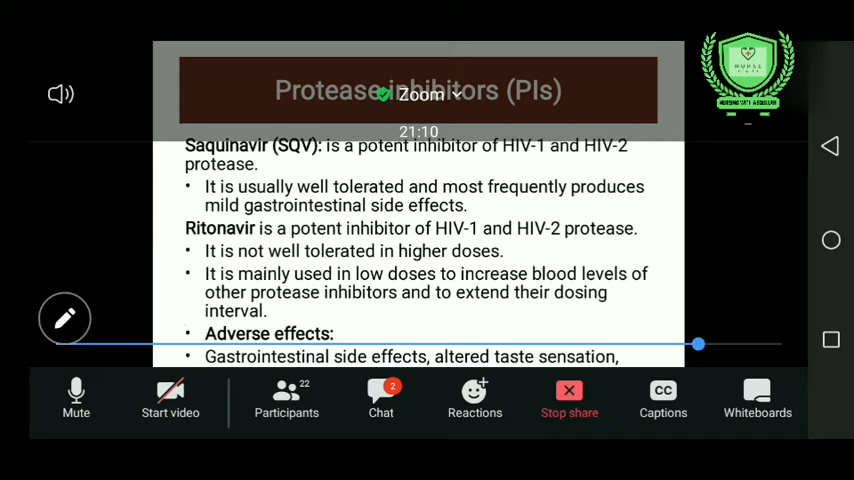 Protease inhibitors (PIs)
Zoom
21:10
Saquinavir (SQV): is a potent inhibitor of HIV-1 and HIV-2
protease.
• It is usually well tolerated and most frequently produces
mild gastrointestinal side effects.
Ritonavir is a potent inhibitor of HIV-1 and HIV-2 protease.
• It is not well tolerated in higher doses.
• It is mainly used in low doses to increase blood levels of
other protease inhibitors and to extend their dosing
interval.
• Adverse effects:
• Gastrointestinal side effects, altered taste sensation,
NURSE
NURSING WITH ABDULLAH
22
2
CC
Mute
Start video
Participants
Chat
Reactions
Stop share
Captions
Whiteboards